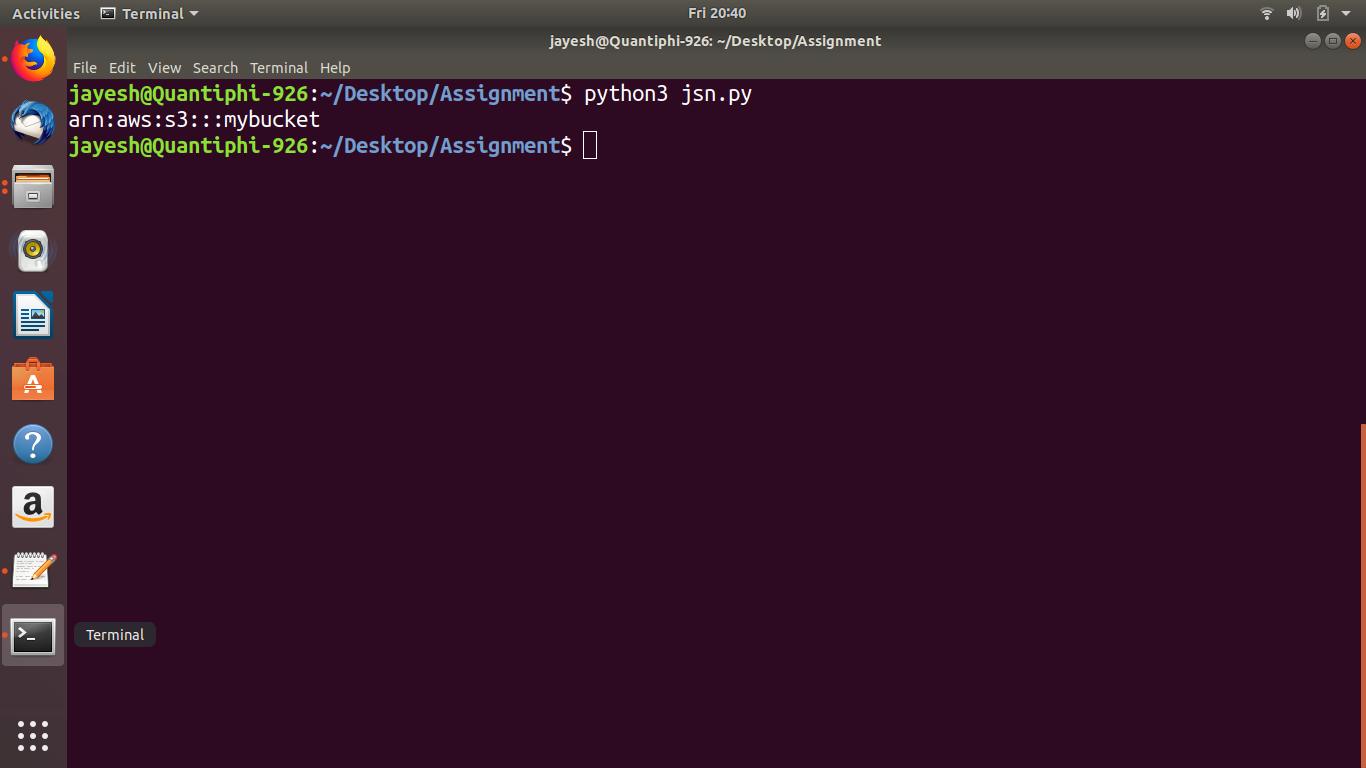 Activities Terminal Fri 20:40
jayesh@Quantiphi-926: ~/Desktop/Assignment
File Edit View Search Terminal Help
jayesh@Quantiphi-926:~/Desktop/Assignment$ python3 jsn.py
arn:aws:s3:::mybucket
jayesh@Quantiphi-926:~/Desktop/Assignment$
Terminal